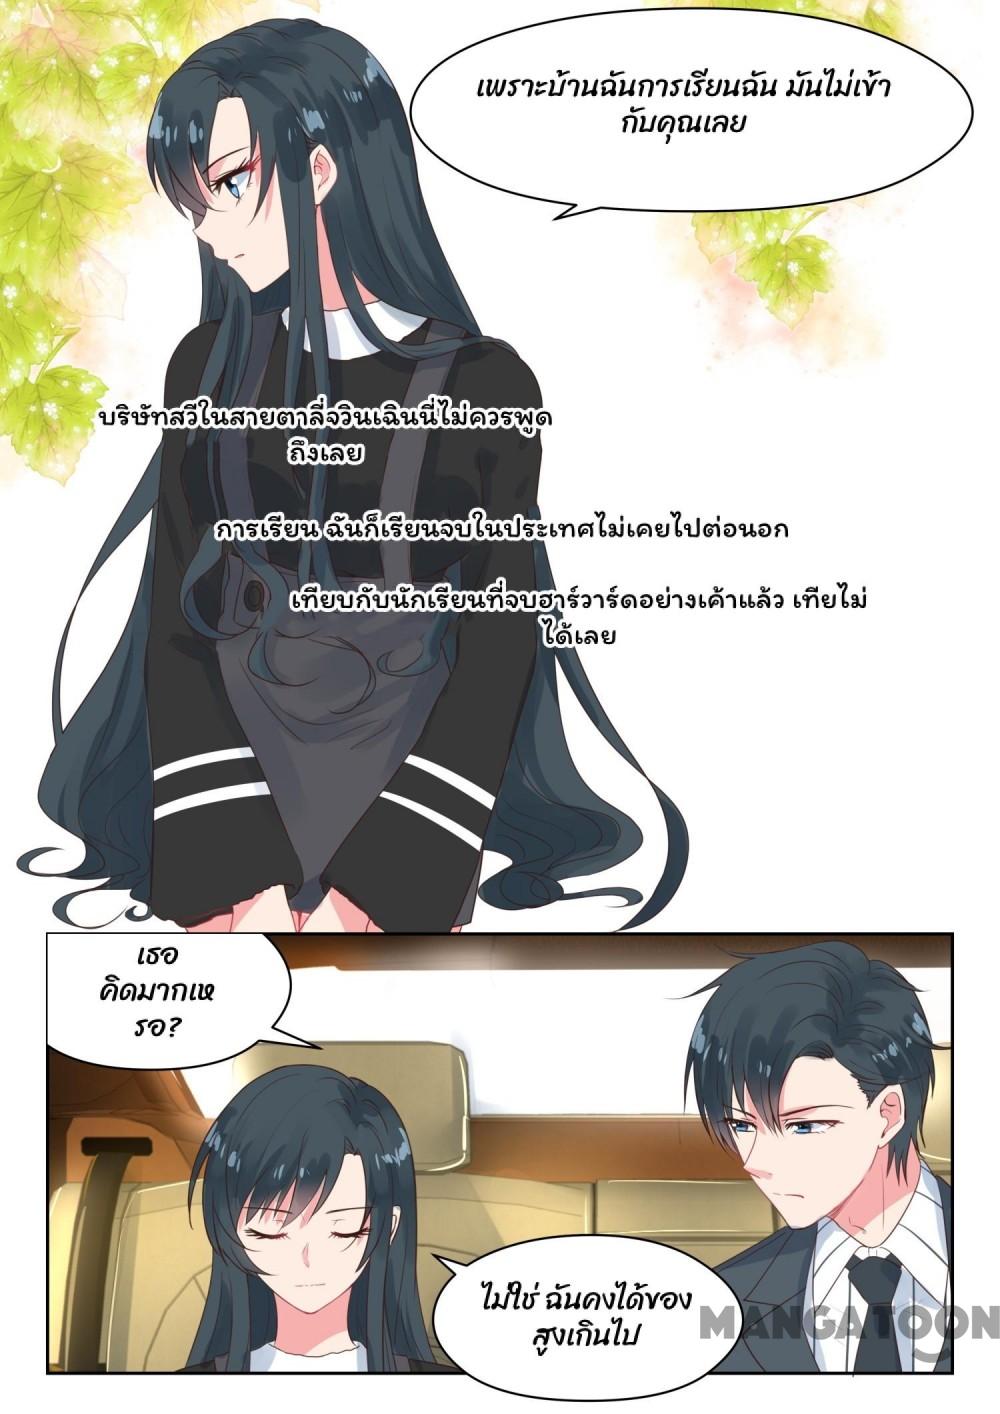 เพราะบ้านฉันการเรียนฉัน มันไม่เข้า
กับคุณเลย
บริษัทสวีในสายตาลี่จวินเฉินนี่ไม่ควรพูด
ถึงเลย
การเรียน ฉันก็เรียนจบในประเทศไม่เคยไปต่อนอก
เทียบกับนักเรียนที่จบฮาร์วาร์ดอย่างเค้าแล้ว เทียไม่
ได้เลย
เธอ
คิดมากเห
รอ?
ไม่ใช่ ฉันคงได้ของ
สูงเกินไป
MANGATOON